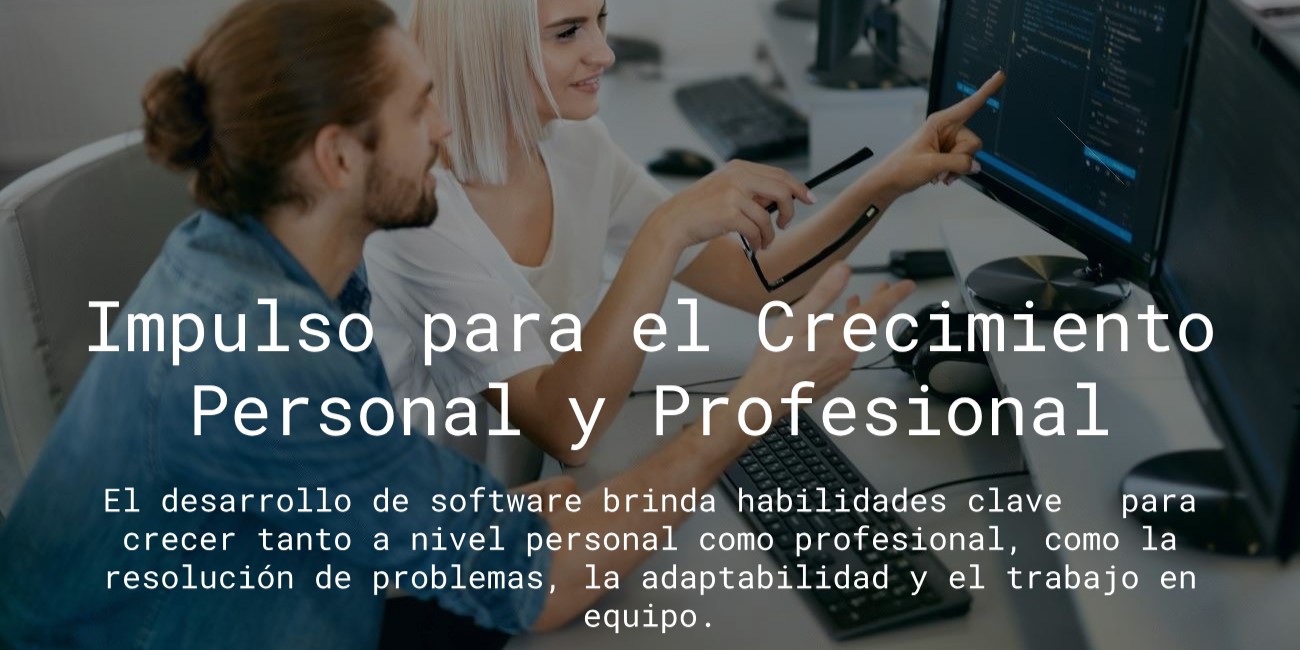 Impulso para el Crecimiento
Personal y Profesional
El desarrollo de software brinda habilidades clave   para
crecer tanto a nivel personal como profesional, como la
resolución de problemas, la adaptabilidad y el trabajo en
equipo.